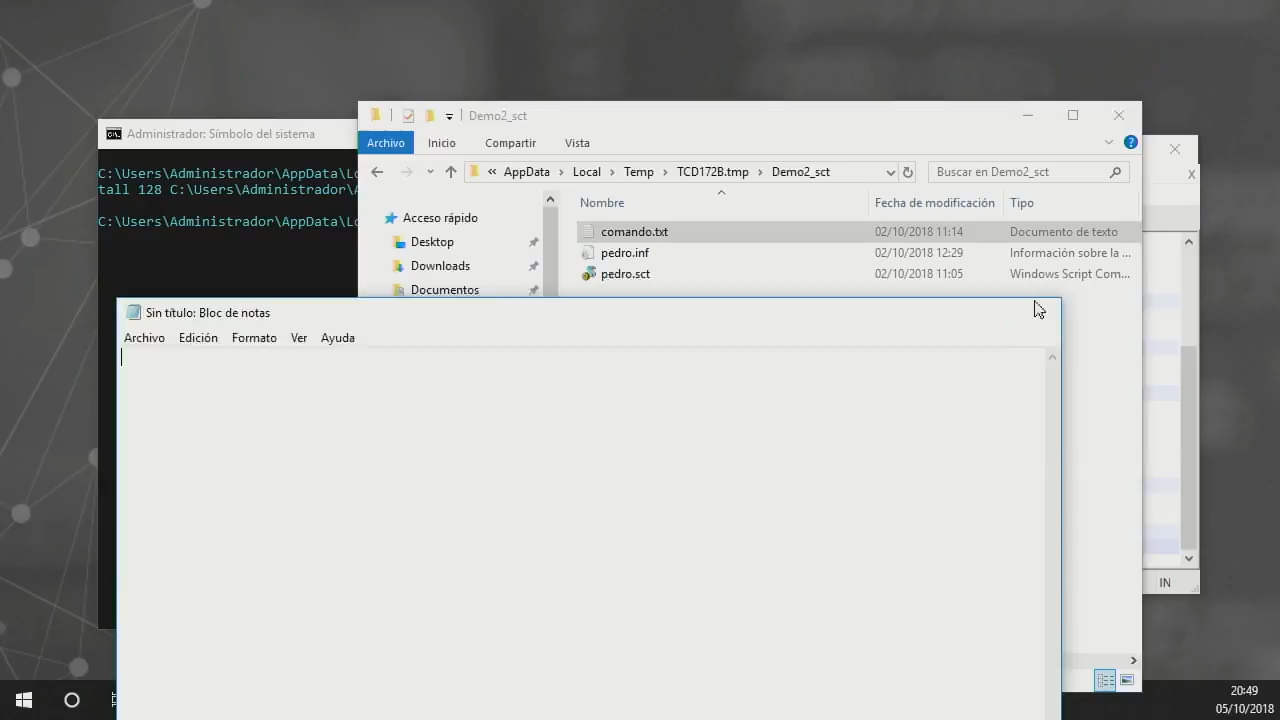 Demo2_sct
Administrador: Símbolo del sistema
Archivo Inicio Compartir Vista
AppData Local Temp TCD172B.tmp Demo2_sct
Buscar en Demo2_sct
C:\Users\Administrador\AppData\Lo
tall 128 C:\Users\Administrador\A
C:\Users\Administrador\AppData\Lo
Acceso rápido
Desktop
Downloads
Documentos
Nombre Fecha de modificación Tipo
comando.txt 02/10/2018 11:14 Documento de texto
pedro.inf 02/10/2018 12:29 Información sobre la ...
pedro.sct 02/10/2018 11:05 Windows Script Com...
Sin título: Bloc de notas
Archivo Edición Formato Ver Ayuda
IN
20:49
05/10/2018